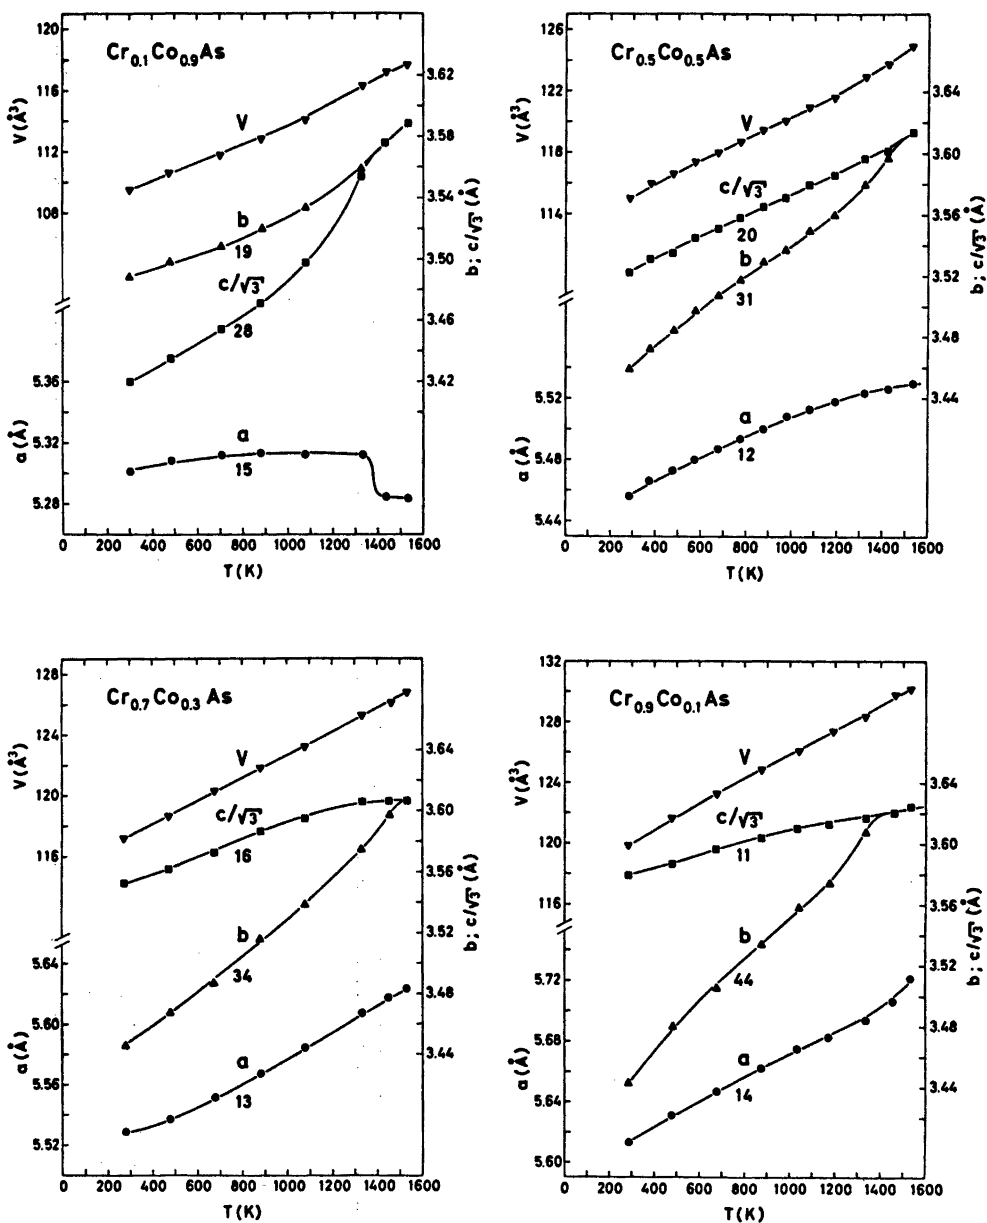 Cr0.1Co0.9As
V(Å³)
120
116
112
108
a(Å)
5.36
5.32
5.28
b; c/√3 (Å)
3.62
3.58
3.54
3.50
3.46
3.42
V
b
19
c/√3
28
a
15
0 200 400 600 800 1000 1200 1400 1600
T(K)
Cr0.5Co0.5As
V(Å³)
126
122
118
114
a(Å)
5.52
5.48
5.44
b; c/√3 (Å)
3.64
3.60
3.56
3.52
3.48
3.44
V
c/√3
20
b
31
a
12
0 200 400 600 800 1000 1200 1400 1600
T(K)
Cr0.7Co0.3As
V(Å³)
128
124
120
116
a(Å)
5.64
5.60
5.56
5.52
b; c/√3 (Å)
3.64
3.60
3.56
3.52
3.48
3.44
V
c/√3
16
b
34
a
13
0 200 400 600 800 1000 1200 1400 1600
T(K)
Cr0.9Co0.1As
V(Å³)
132
128
124
120
116
a(Å)
5.72
5.68
5.64
5.60
b; c/√3 (Å)
3.64
3.60
3.56
3.52
3.48
3.44
V
c/√3
11
b
44
a
14
0 200 400 600 800 1000 1200 1400 1600
T(K)